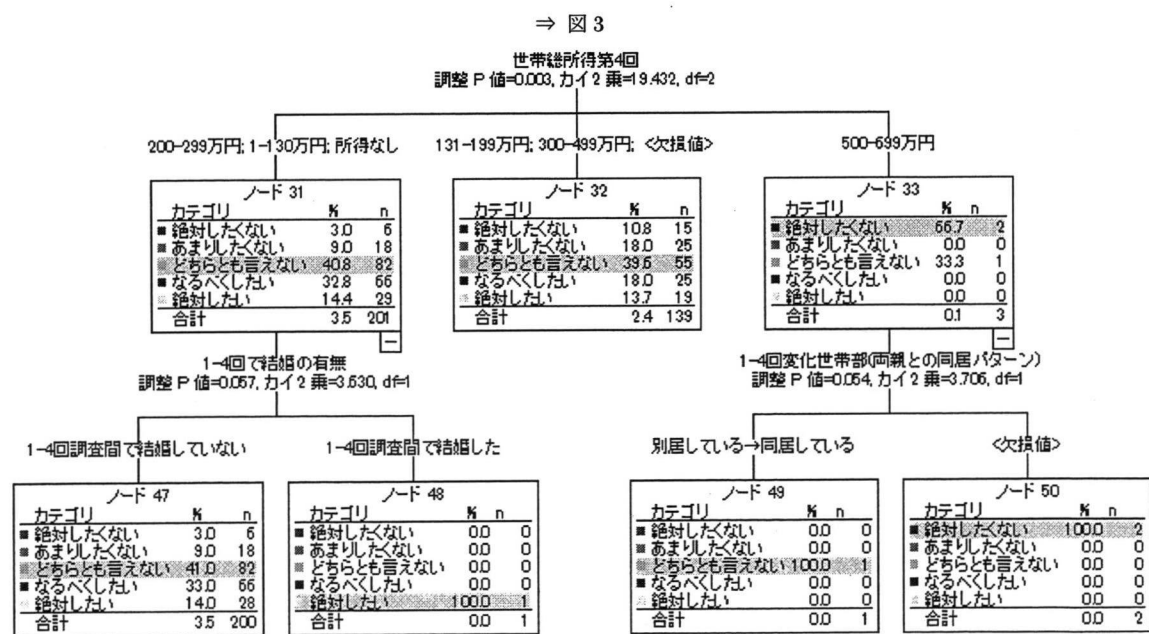 ⇒ 図3
世帯総所得第4回
調整 P 値=0.003, カイ2 乗=19.432, df=2
200-299万円; 1-130万円; 所得なし
131-199万円; 300-499万円; <欠損値>
500-699万円
ノード 31
カテゴリ % n
絶対したくない 3.0 6
あまりしたくない 9.0 18
どちらとも言えない 40.8 82
なるべくしたい 32.8 66
絶対したい 14.4 29
合計 3.5 201
ノード 32
カテゴリ % n
絶対したくない 10.8 15
あまりしたくない 18.0 25
どちらとも言えない 39.6 55
なるべくしたい 18.0 25
絶対したい 13.7 19
合計 2.4 139
ノード 33
カテゴリ % n
絶対したくない 66.7 2
あまりしたくない 0.0 0
どちらとも言えない 33.3 1
なるべくしたい 0.0 0
絶対したい 0.0 0
合計 0.1 3
1-4回で結婚の有無
調整 P 値=0.057, カイ2 乗=3.630, df=1
1-4回変化世帯部(両親との同居パターン)
調整 P 値=0.054, カイ2 乗=3.706, df=1
1-4回調査間で結婚していない
1-4回調査間で結婚した
別居している→同居している
<欠損値>
ノード 47
カテゴリ % n
絶対したくない 3.0 6
あまりしたくない 9.0 18
どちらとも言えない 41.0 82
なるべくしたい 33.0 66
絶対したい 14.0 28
合計 3.5 200
ノード 48
カテゴリ % n
絶対したくない 0.0 0
あまりしたくない 0.0 0
どちらとも言えない 0.0 0
なるべくしたい 0.0 0
絶対したい 100.0 1
合計 0.0 1
ノード 49
カテゴリ % n
絶対したくない 0.0 0
あまりしたくない 0.0 0
どちらとも言えない 100.0 1
なるべくしたい 0.0 0
絶対したい 0.0 0
合計 0.0 1
ノード 50
カテゴリ % n
絶対したくない 100.0 2
あまりしたくない 0.0 0
どちらとも言えない 0.0 0
なるべくしたい 0.0 0
絶対したい 0.0 0
合計 0.0 2